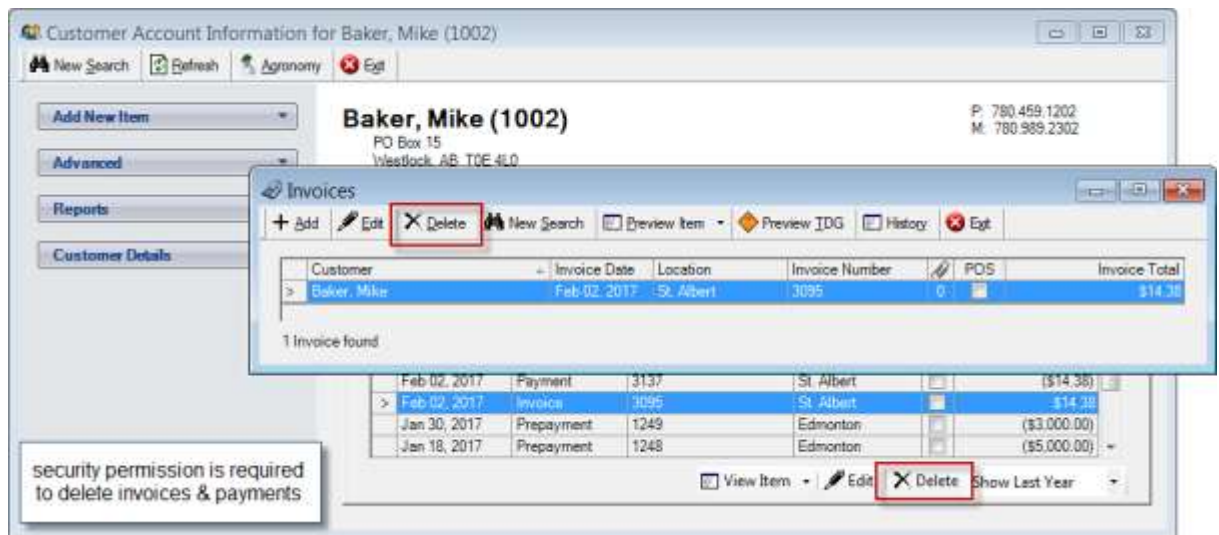 Customer Account Information for Baker, Mike (1002)
New Search Refresh Agronomy Exit
Add New Item
Advanced
Reports
Customer Details
Baker, Mike (1002)
PO Box 15
Westlock AB T0E 4L0
P: 780.459.1202
M: 780.989.2302
Invoices
+ Add Edit Delete New Search Preview Item Preview TDG History Exit
Customer Invoice Date Location Invoice Number POS Invoice Total
> Baker, Mike Feb-02, 2017 St. Albert 3095 0 $14.38
1 Invoice found
Feb 02, 2017 Payment 3137 St. Albert ($14.38)
> Feb 02, 2017 Invoice 3095 St. Albert $14.38
Jan 30, 2017 Prepayment 1249 Edmonton ($3,000.00)
Jan 18, 2017 Prepayment 1248 Edmonton ($5,000.00)
View Item Edit Delete Show Last Year
security permission is required
to delete invoices & payments